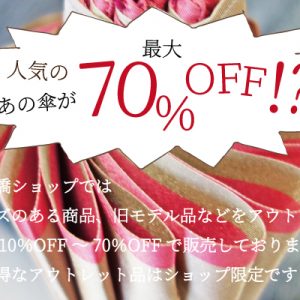 最大
人気の
あの傘が
70%OFF!?
橋ショップでは
ズのある商品、旧モデル品などをアウト
10%OFF～70%OFFで販売しておりま
得なアウトレット品はショップ限定です